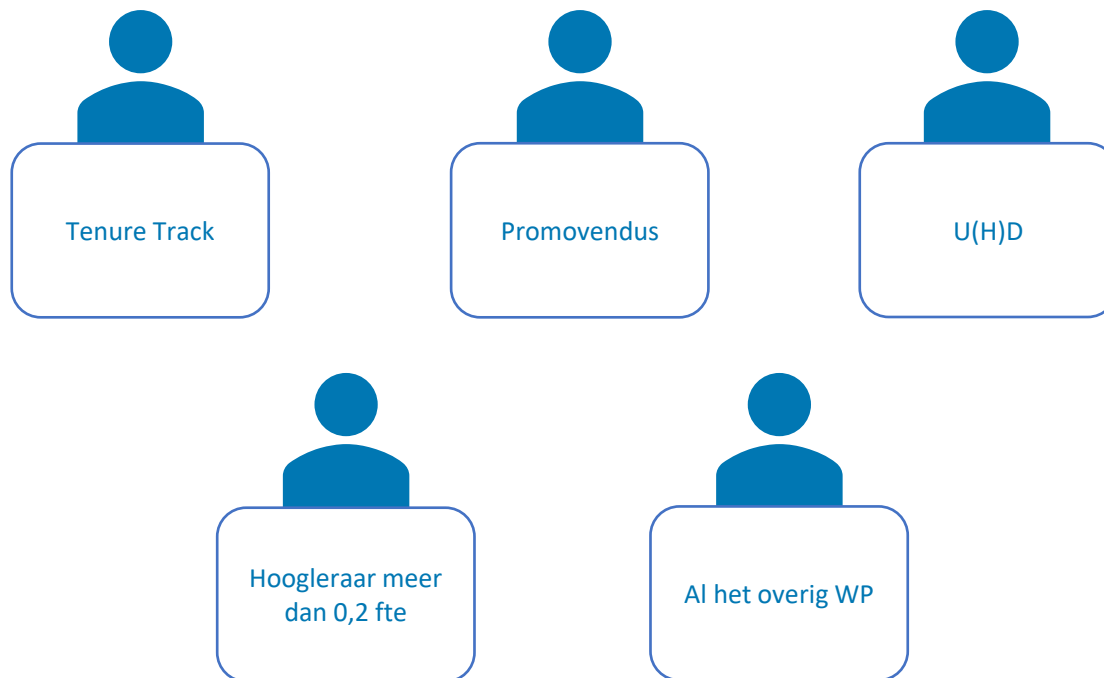 Tenure Track
Promovendus
U(H)D
Hoogleraar meer
dan 0,2 fte
Al het overig WP